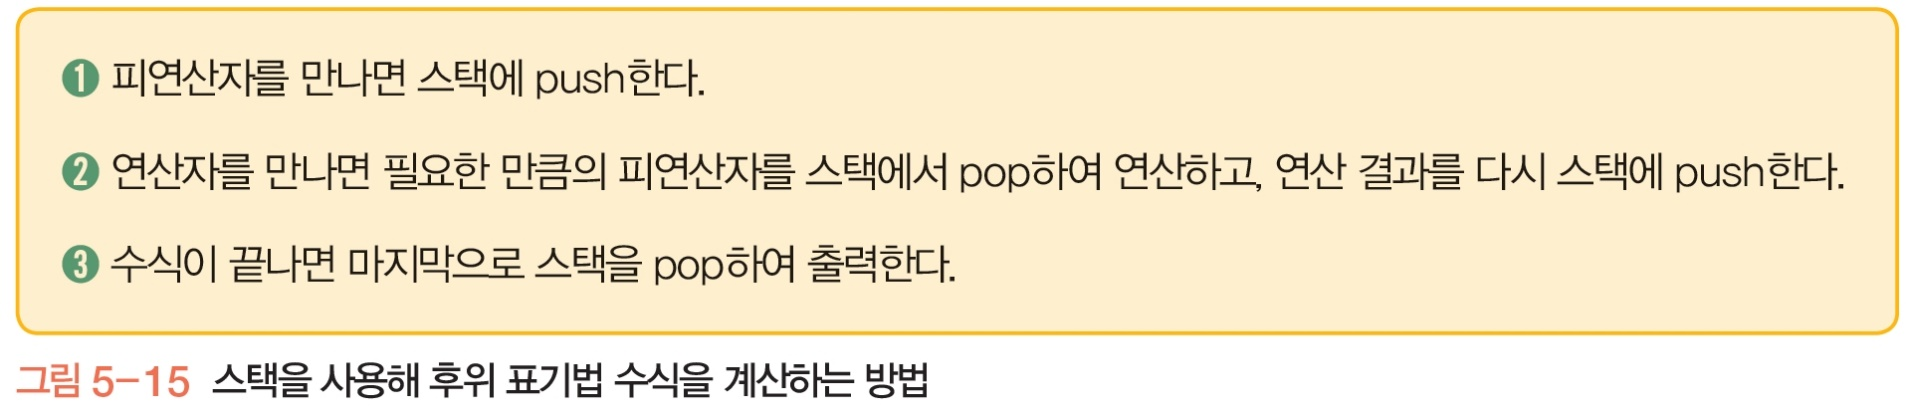 ❶ 피연산자를 만나면 스택에 push한다.
❷ 연산자를 만나면 필요한 만큼의 피연산자를 스택에서 pop하여 연산하고, 연산 결과를 다시 스택에 push한다.
❸ 수식이 끝나면 마지막으로 스택을 pop하여 출력한다.
그림 5-15 스택을 사용해 후위 표기법 수식을 계산하는 방법